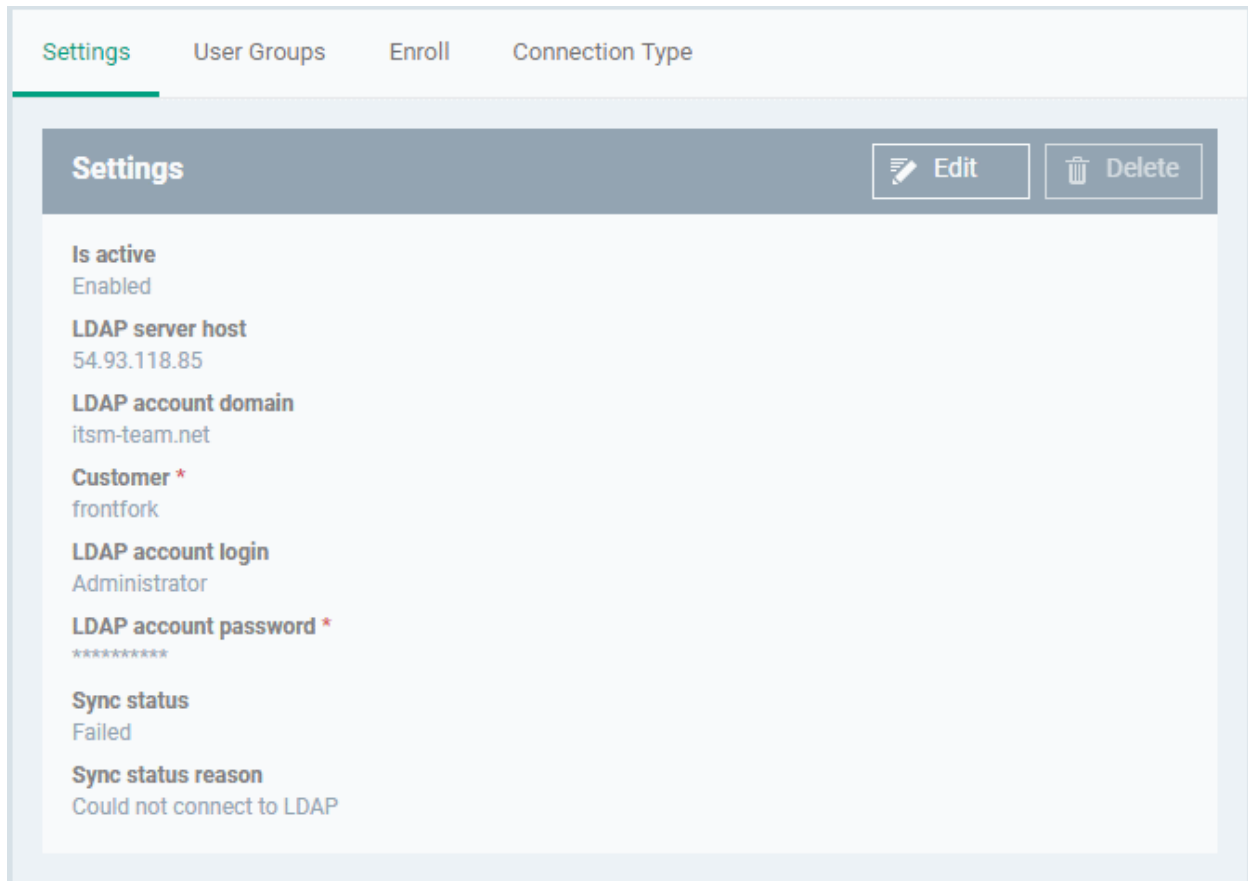 Settings User Groups Enroll Connection Type
Settings Edit Delete
Is active
Enabled
LDAP server host
54.93.118.85
LDAP account domain
itsm-team.net
Customer *
frontfork
LDAP account login
Administrator
LDAP account password *
**********
Sync status
Failed
Sync status reason
Could not connect to LDAP